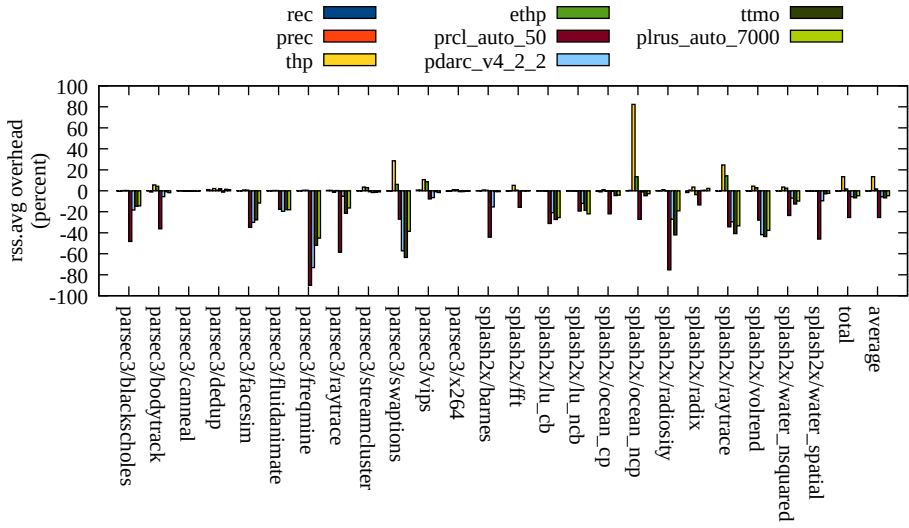 rec
prec
thp
ethp
prcl_auto_50
pdarc_v4_2_2
ttmo
plrus_auto_7000
rss.avg overhead
(percent)
100
80
60
40
20
0
-20
-40
-60
-80
-100
parsec3/blackscholes
parsec3/bodytrack
parsec3/canneal
parsec3/dedup
parsec3/facesim
parsec3/fluidanimate
parsec3/freqmine
parsec3/raytrace
parsec3/streamcluster
parsec3/swaptions
parsec3/vips
parsec3/x264
splash2x/barnes
splash2x/fft
splash2x/lu_cb
splash2x/lu_ncb
splash2x/ocean_cp
splash2x/ocean_ncp
splash2x/radiosity
splash2x/radix
splash2x/raytrace
splash2x/volrend
splash2x/water_nsquared
splash2x/water_spatial
total
average